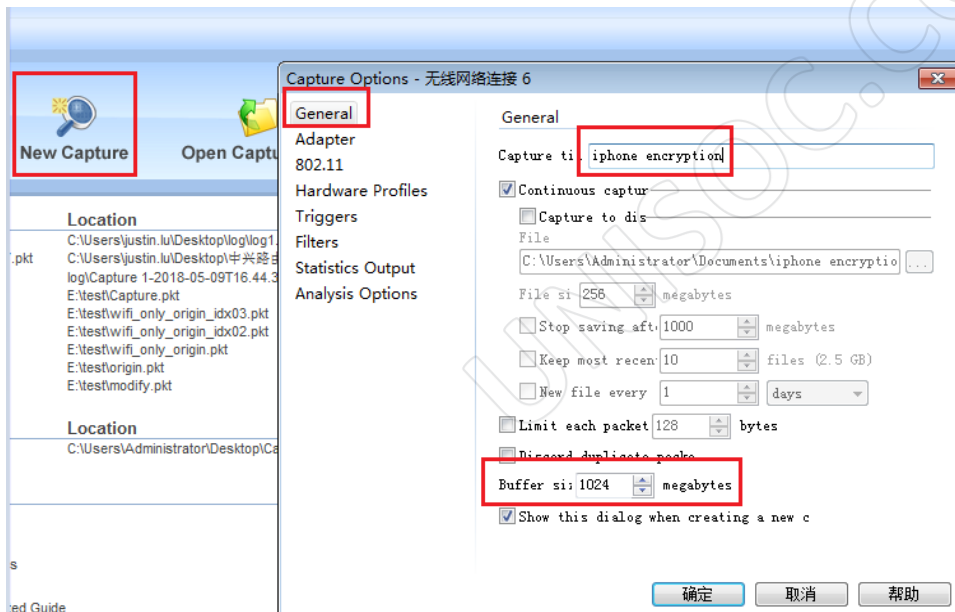 UNISOC.CO
New Capture
Open Captu
Location
C:\Users\justin.lu\Desktop\log\log1.
.pkt C:\Users\justin.lu\Desktop\中兴路由
log\Capture 1-2018-05-09T16.44.3
E:\test\Capture.pkt
E:\test\wifi_only_origin_idx03.pkt
E:\test\wifi_only_origin_idx02.pkt
E:\test\wifi_only_origin.pkt
E:\test\origin.pkt
E:\test\modify.pkt
Location
C:\Users\Administrator\Desktop\Ca
s
ted Guide
Capture Options - 无线网络连接 6
General
Adapter
802.11
Hardware Profiles
Triggers
Filters
Statistics Output
Analysis Options
General
Capture ti iphone encryption
Continuous captur
Capture to dis
File
C:\Users\Administrator\Documents\iphone encryptio ...
File si 256 megabytes
Stop saving aft 1000 megabytes
Keep most recen 10 files (2.5 GB)
New file every 1 days
Limit each packet 128 bytes
Discard duplicate packe
Buffer si 1024 megabytes
Show this dialog when creating a new c
确定 取消 帮助